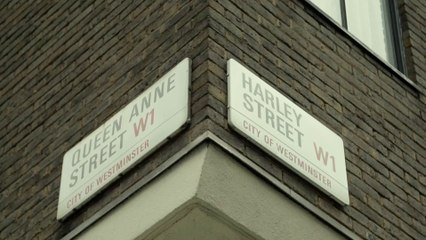 QUEEN ANNE
STREET W1
CITY OF WESTMINSTER
HARLEY
STREET W1
CITY OF WESTMINSTER